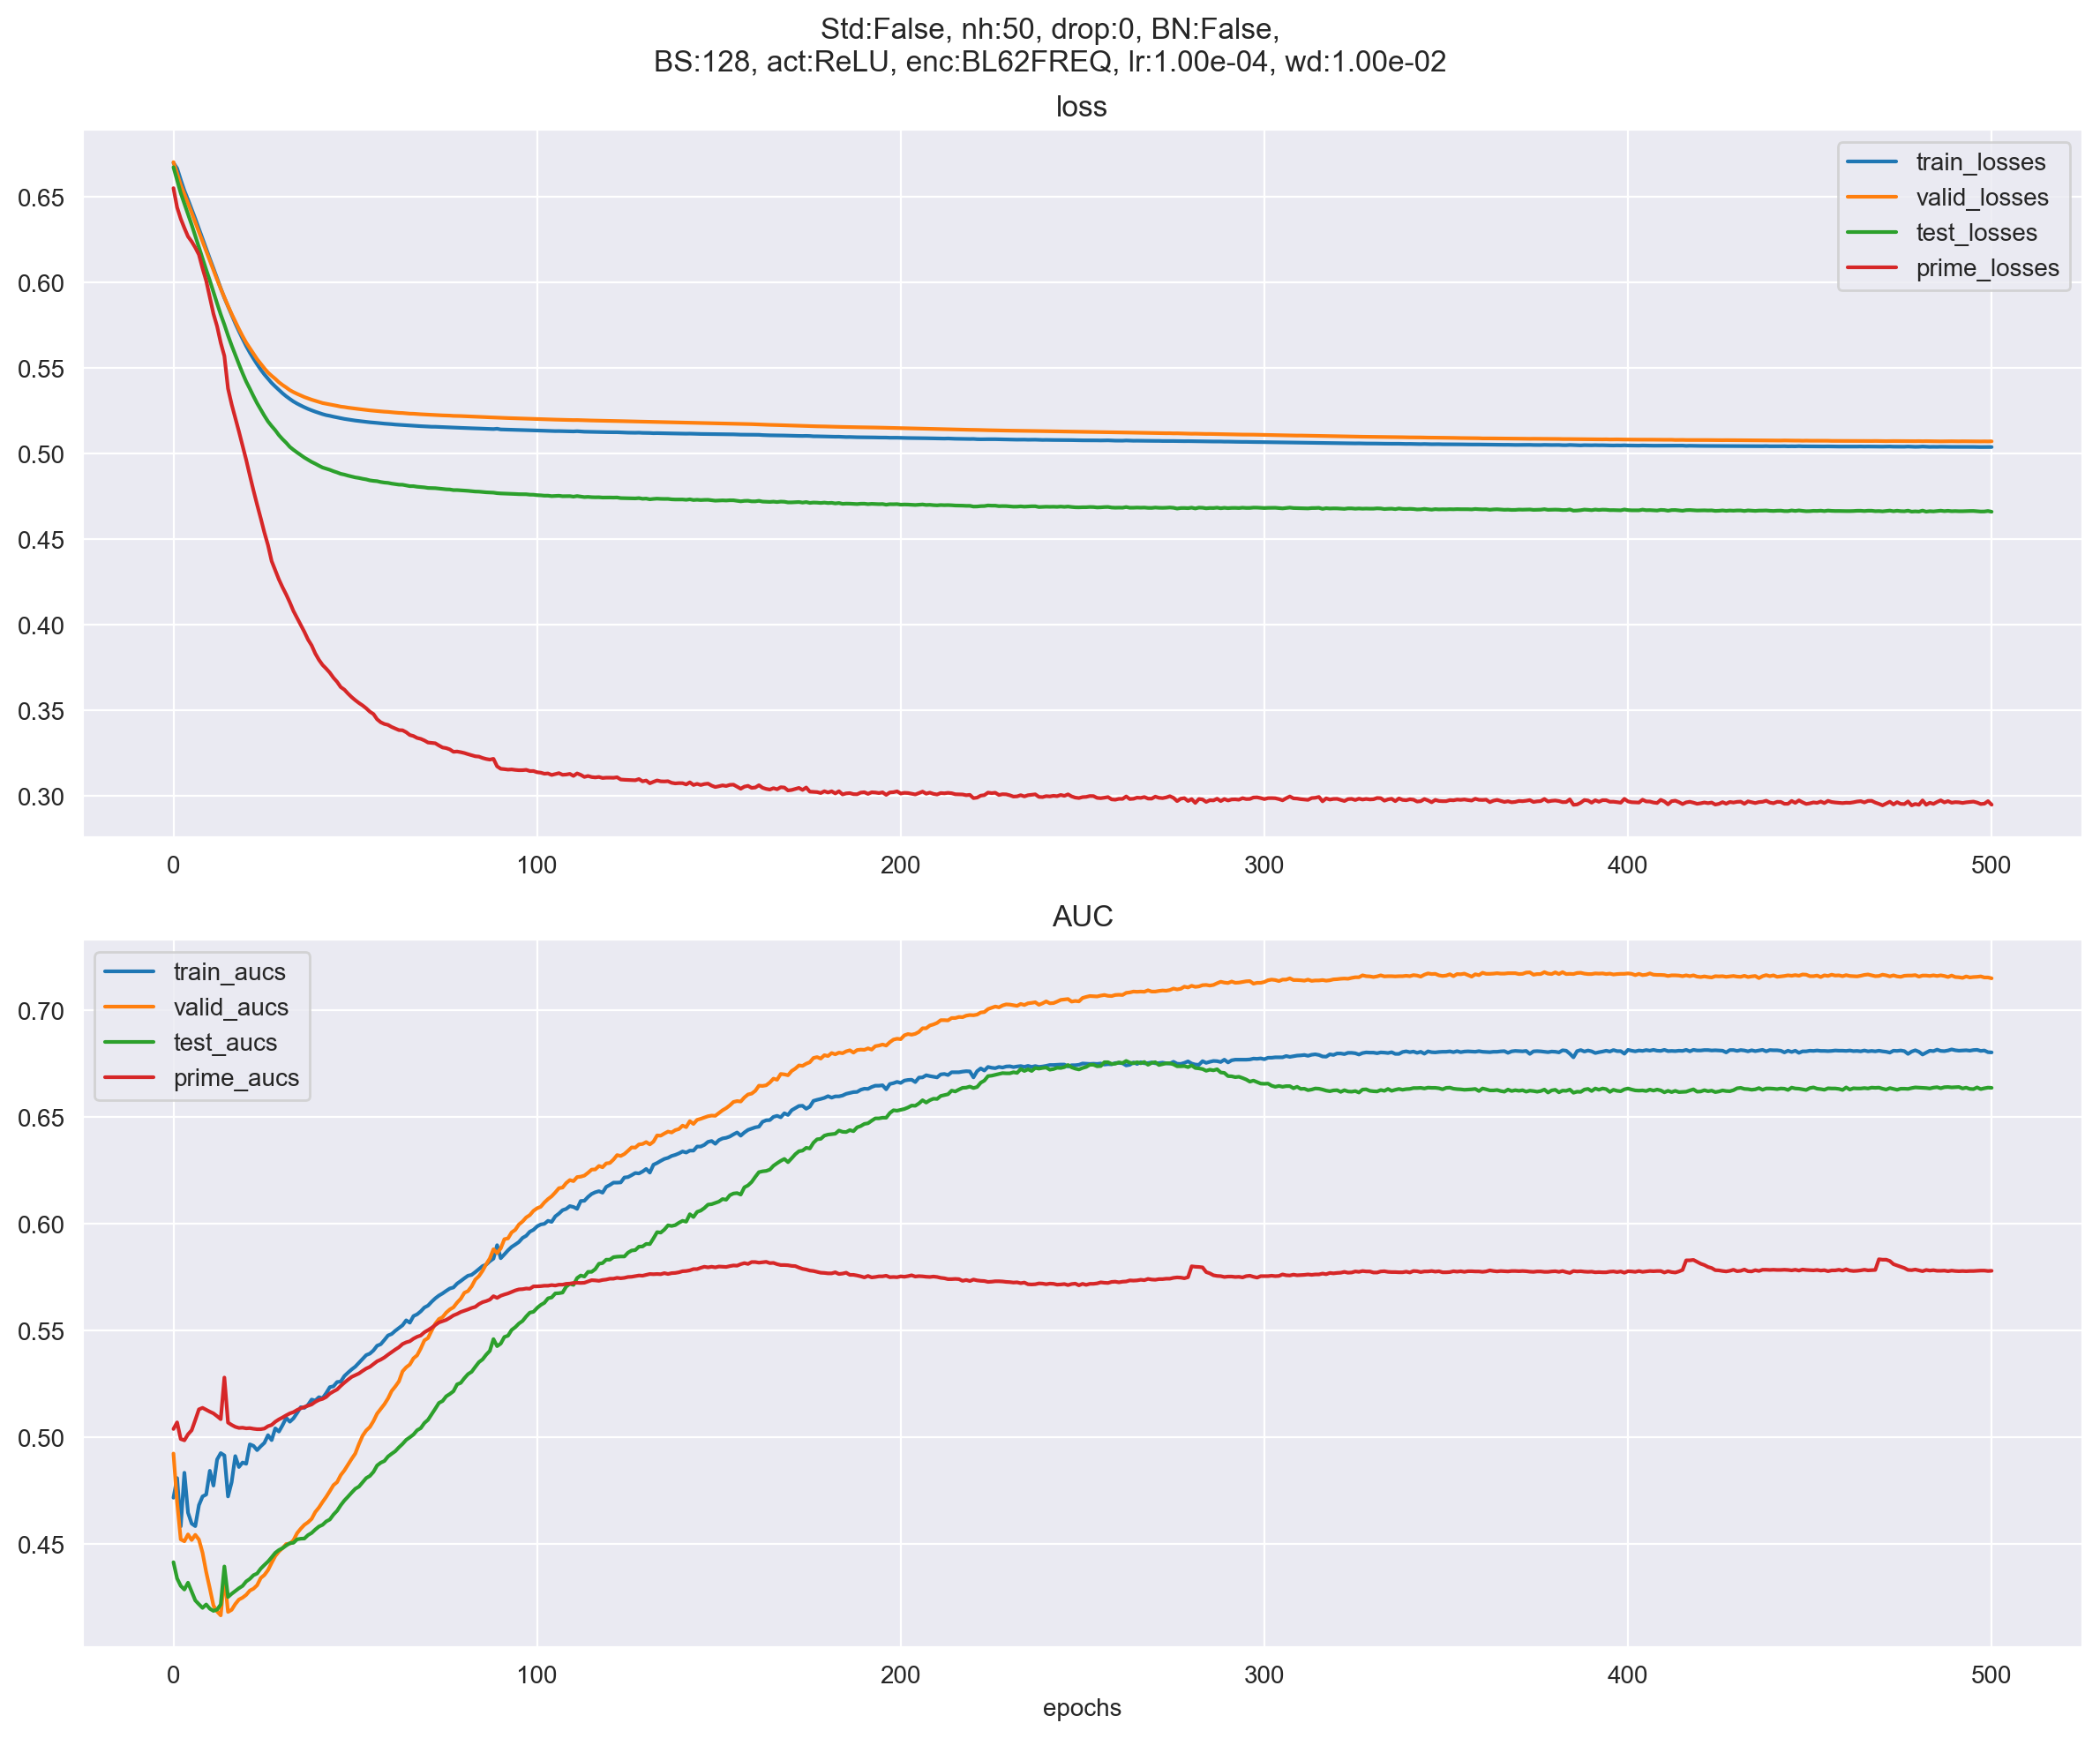 Std:False, nh:50, drop:0, BN:False,
BS:128, act:ReLU, enc:BL62FREQ, lr:1.00e-04, wd:1.00e-02
loss
train_losses
valid_losses
test_losses
prime_losses
0.65
0.60
0.55
0.50
0.45
0.40
0.35
0.30
0 100 200 300 400 500
AUC
train_aucs
valid_aucs
test_aucs
prime_aucs
0.70
0.65
0.60
0.55
0.50
0.45
0 100 200 300 400 500
epochs